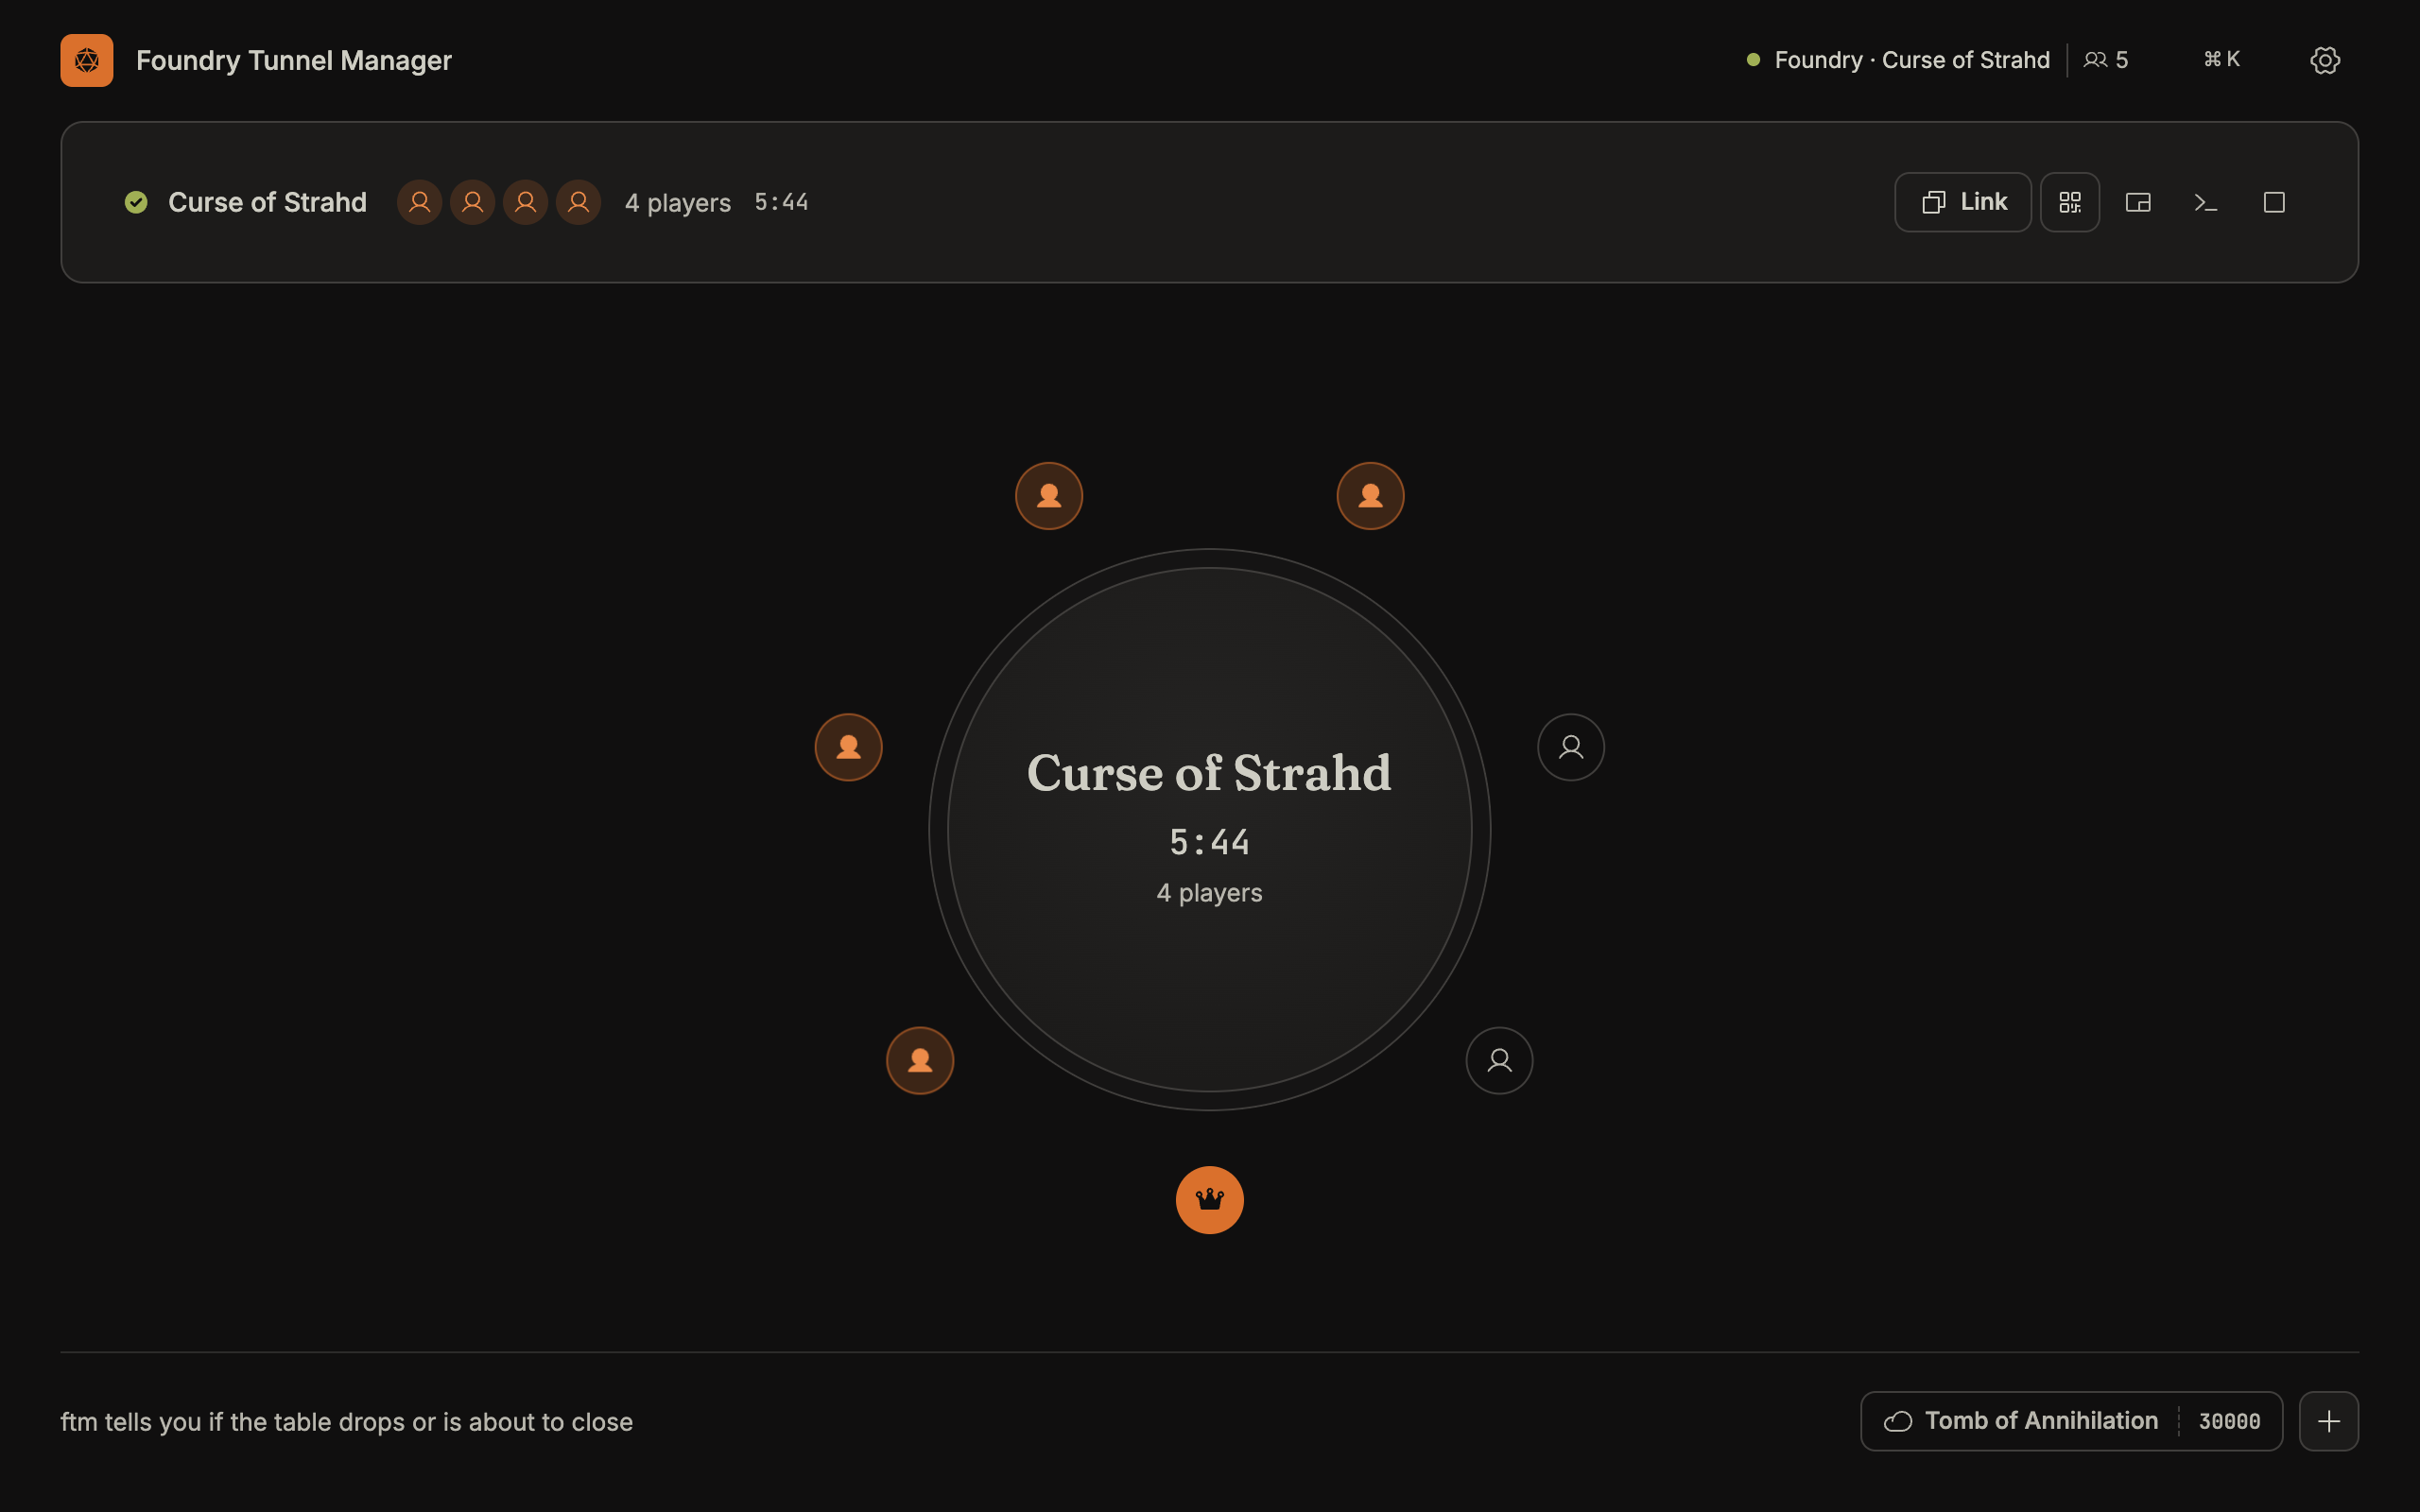 Foundry Tunnel Manager
Foundry · Curse of Strahd
5
⌘ K
Curse of Strahd
4 players
5:44
Link
Curse of Strahd
5:44
4 players
ftm tells you if the table drops or is about to close
Tomb of Annihilation
30000